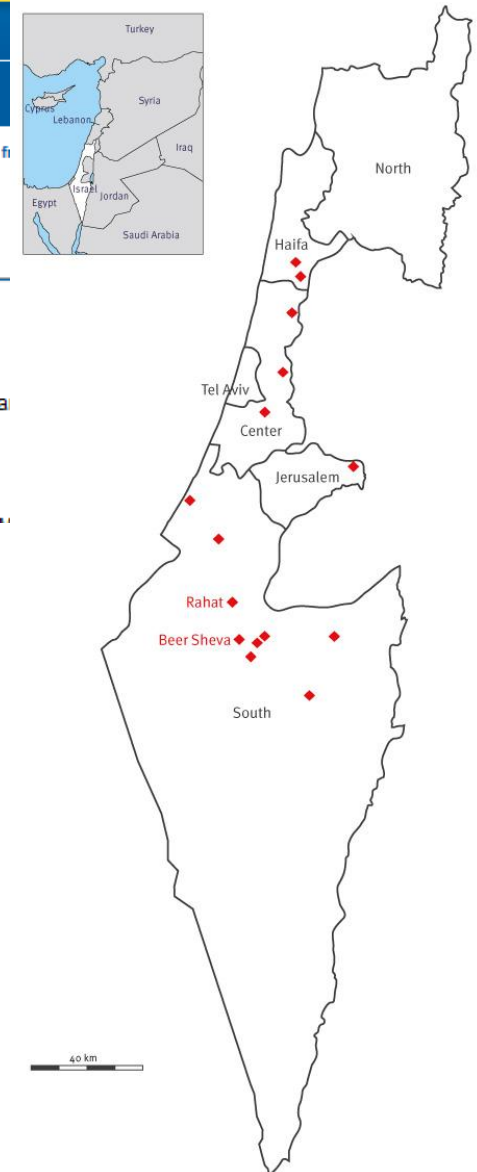 Turkey
Cyprus
Syria
Lebanon
Iraq
Israel
Jordan
Egypt
Saudi Arabia
North
Haifa
Tel Aviv
Center
Jerusalem
Rahat
Beer Sheva
South
40 km